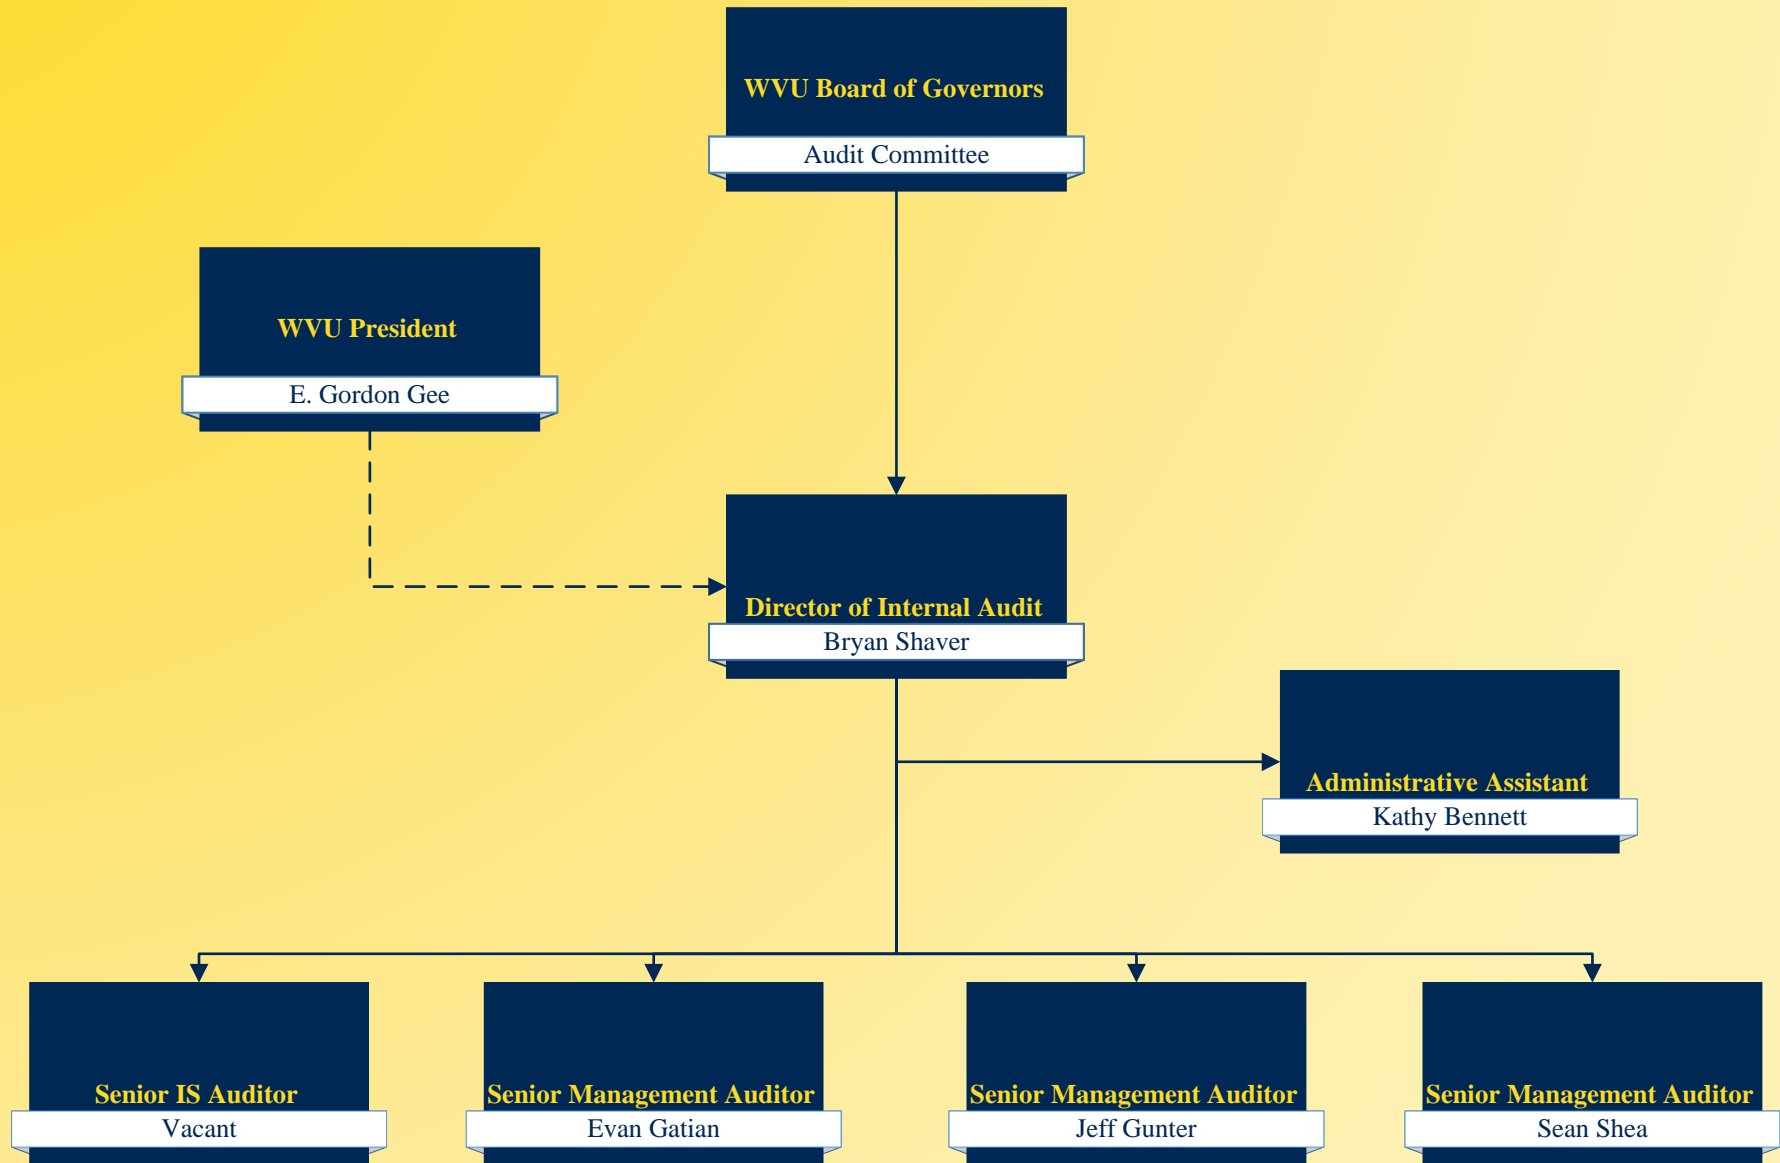 WVU Board of Governors
Audit Committee
WVU President
E. Gordon Gee
Director of Internal Audit
Bryan Shaver
Administrative Assistant
Kathy Bennett
Senior IS Auditor
Vacant
Senior Management Auditor
Evan Gatian
Senior Management Auditor
Jeff Gunter
Senior Management Auditor
Sean Shea